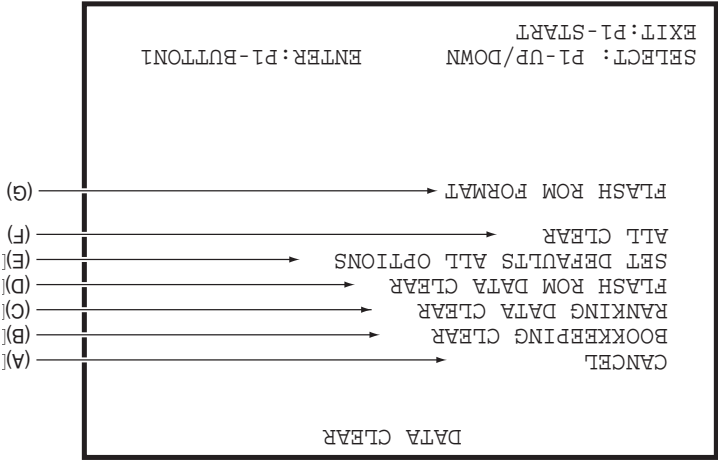 DATA CLEAR
CANCEL (A)
BOOKKEEPING CLEAR (B)
RANKING DATA CLEAR (C)
FLASH ROM DATA CLEAR (D)
SET DEFAULTS ALL OPTIONS (E)
ALL CLEAR (F)
FLASH ROM FORMAT (G)
SELECT: P1-UP/DOWN ENTER:P1-BUTTON1
EXIT:P1-START